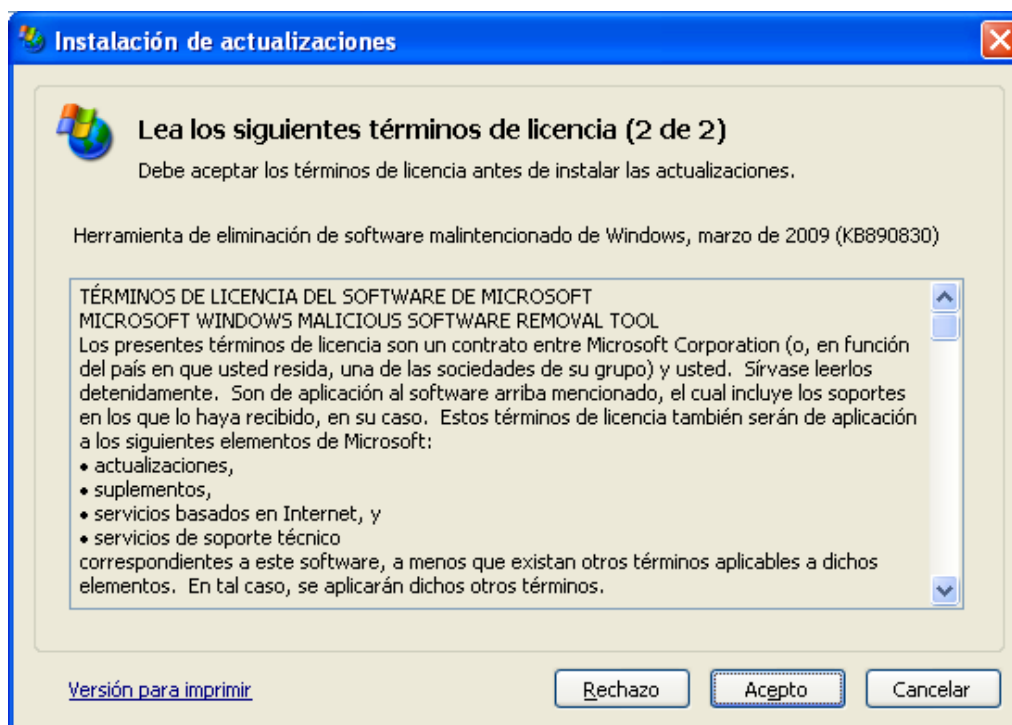 Instalación de actualizaciones
Lea los siguientes términos de licencia (2 de 2)
Debe aceptar los términos de licencia antes de instalar las actualizaciones.
Herramienta de eliminación de software malintencionado de Windows, marzo de 2009 (KB890830)
TÉRMINOS DE LICENCIA DEL SOFTWARE DE MICROSOFT
MICROSOFT WINDOWS MALICIOUS SOFTWARE REMOVAL TOOL
Los presentes términos de licencia son un contrato entre Microsoft Corporation (o, en función
del país en que usted resida, una de las sociedades de su grupo) y usted.  Sírvase leerlos
detenidamente.  Son de aplicación al software arriba mencionado, el cual incluye los soportes
en los que lo haya recibido, en su caso.  Estos términos de licencia también serán de aplicación
a los siguientes elementos de Microsoft:
• actualizaciones,
• suplementos,
• servicios basados en Internet, y
• servicios de soporte técnico
correspondientes a este software, a menos que existan otros términos aplicables a dichos
elementos.  En tal caso, se aplicarán dichos otros términos.
Versión para imprimir
Rechazo
Acepto
Cancelar